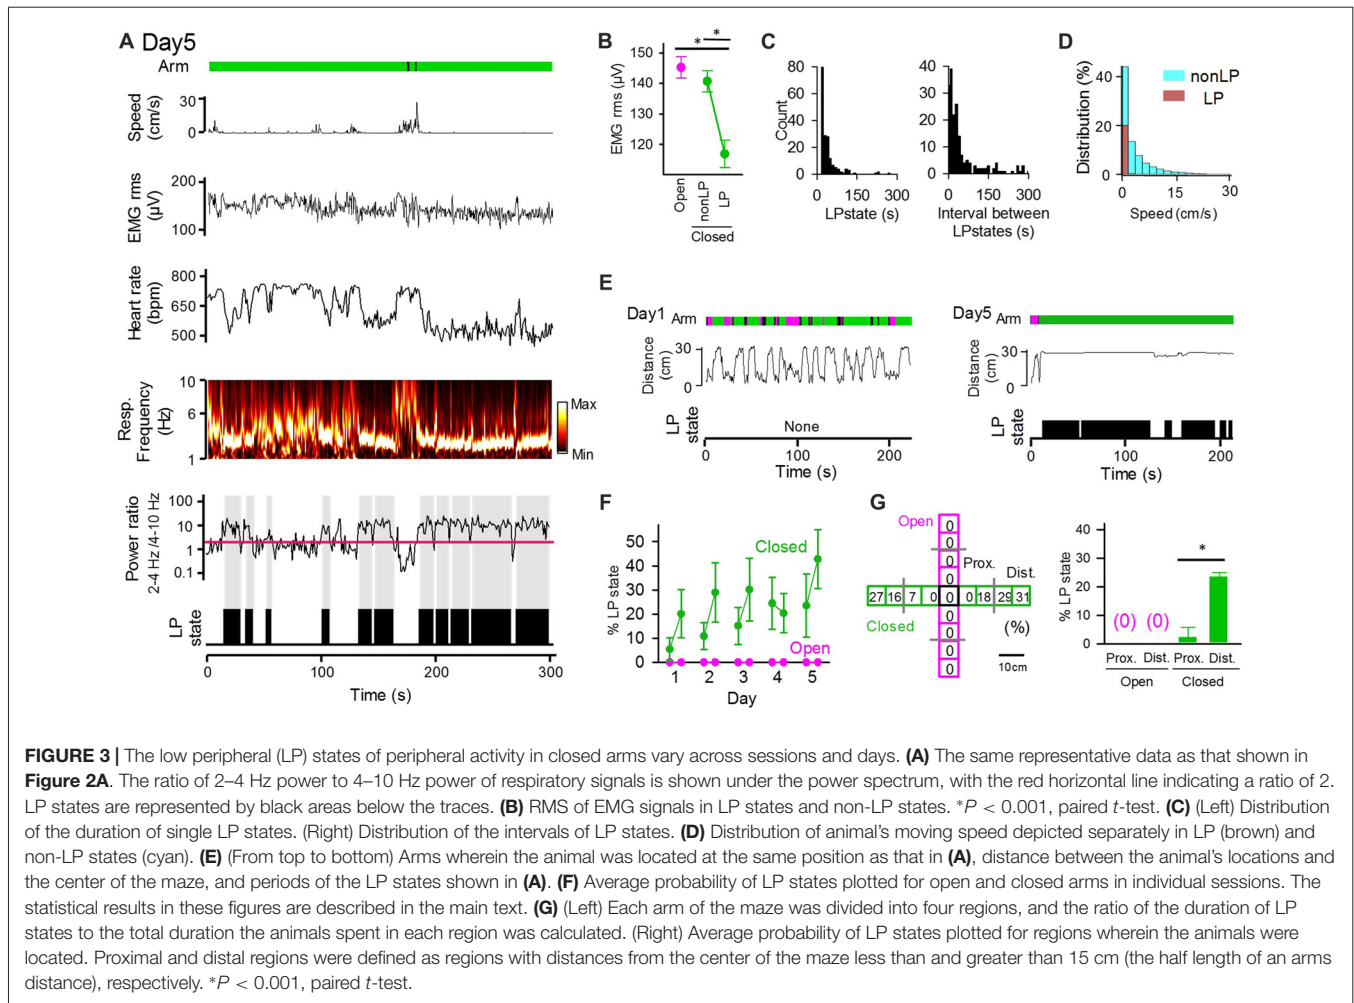 A Day5
Arm
30
0
Speed
(cm/s)
200
100
EMG rms
(µV)
800
650
500
Heart rate
(bpm)
10
6
1
Resp.
Frequency
(Hz)
Max
Min
100
10
1
0.1
Power ratio
2-4 Hz /4-10 Hz
LP
state
0 100 200 300
Time (s)
B
* *
150
140
130
120
EMG rms (µV)
Open
nonLP
LP
Closed
C
80
60
40
20
0
Count
0 150 300
LPstate (s)
40
30
20
10
0
0 150 300
Interval between
LPstates (s)
D
40
20
0
Distribution (%)
nonLP
LP
0 15 30
Speed (cm/s)
E
Day1 Arm
30
0
Distance
(cm)
LP
state
None
0 100 200
Time (s)
Day5 Arm
30
0
Distance
(cm)
LP
state
0 100 200
Time (s)
F
50
40
30
20
10
0
% LP state
Closed
Open
1 2 3 4 5
Day
G
Open
0
0
0
0
Prox. Dist.
27 16 7 0 0 0 18 29 31
Closed
(%)
0
0
0
0
10cm
40
30
20
10
0
% LP state
*
(0) (0)
Prox. Dist. Prox. Dist.
Open Closed
FIGURE 3 | The low peripheral (LP) states of peripheral activity in closed arms vary across sessions and days. (A) The same representative data as that shown in
Figure 2A. The ratio of 2–4 Hz power to 4–10 Hz power of respiratory signals is shown under the power spectrum, with the red horizontal line indicating a ratio of 2.
LP states are represented by black areas below the traces. (B) RMS of EMG signals in LP states and non-LP states. *P < 0.001, paired t-test. (C) (Left) Distribution
of the duration of single LP states. (Right) Distribution of the intervals of LP states. (D) Distribution of animal's moving speed depicted separately in LP (brown) and
non-LP states (cyan). (E) (From top to bottom) Arms wherein the animal was located at the same position as that in (A), distance between the animal's locations and
the center of the maze, and periods of the LP states shown in (A). (F) Average probability of LP states plotted for open and closed arms in individual sessions. The
statistical results in these figures are described in the main text. (G) (Left) Each arm of the maze was divided into four regions, and the ratio of the duration of LP
states to the total duration the animals spent in each region was calculated. (Right) Average probability of LP states plotted for regions wherein the animals were
located. Proximal and distal regions were defined as regions with distances from the center of the maze less than and greater than 15 cm (the half length of an arms
distance), respectively. *P < 0.001, paired t-test.